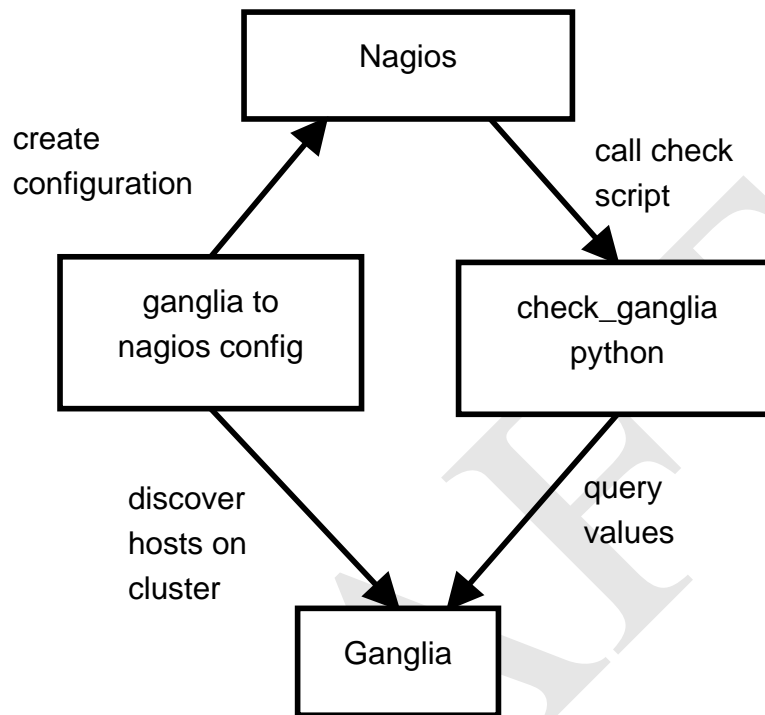 Nagios
create
configuration
call check
script
ganglia to
nagios config
check_ganglia
python
discover
hosts on
cluster
query
values
Ganglia